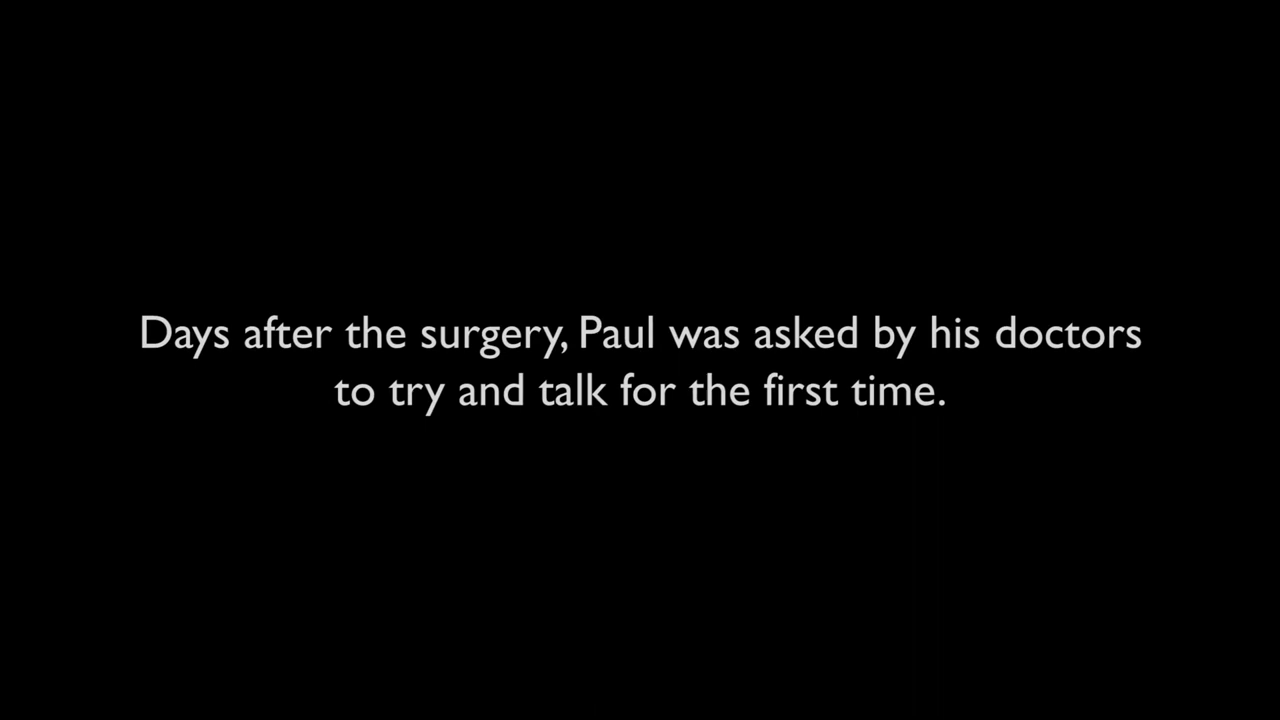 Days after the surgery, Paul was asked by his doctors
to try and talk for the first time.